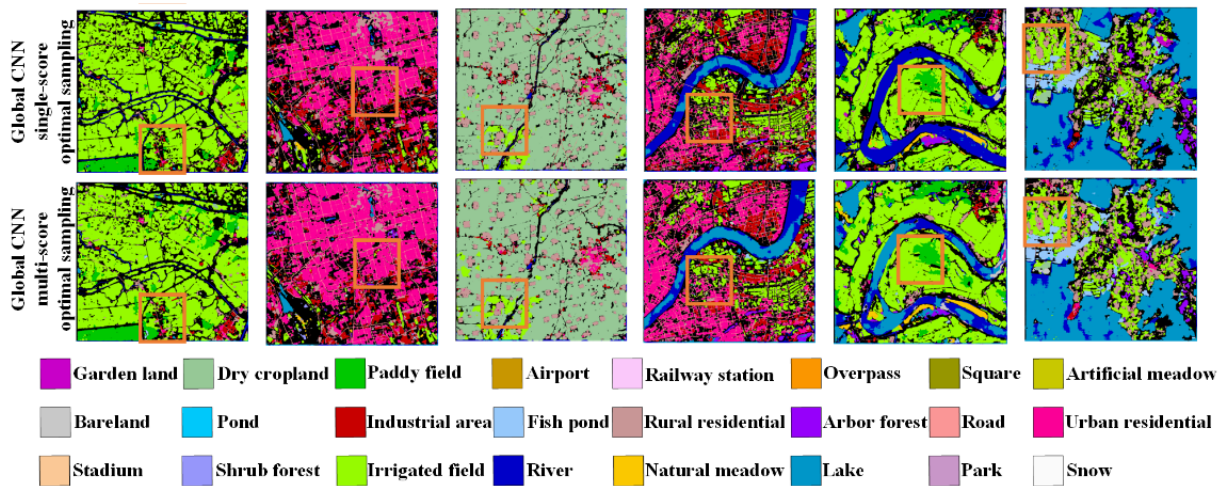 Global CNN
single-score
optimal sampling
Global CNN
multi-score
optimal sampling
Garden land Dry cropland Paddy field Airport Railway station Overpass Square Artificial meadow
Bareland Pond Industrial area Fish pond Rural residential Arbor forest Road Urban residential
Stadium Shrub forest Irrigated field River Natural meadow Lake Park Snow